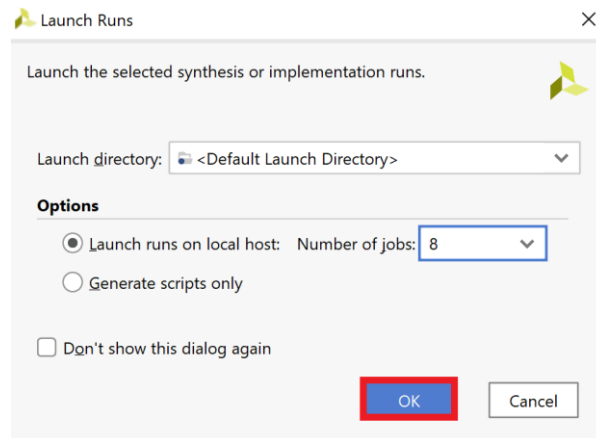 Launch Runs
Launch the selected synthesis or implementation runs.
Launch directory: <Default Launch Directory>
Options
Launch runs on local host: Number of jobs: 8
Generate scripts only
Don't show this dialog again
OK Cancel